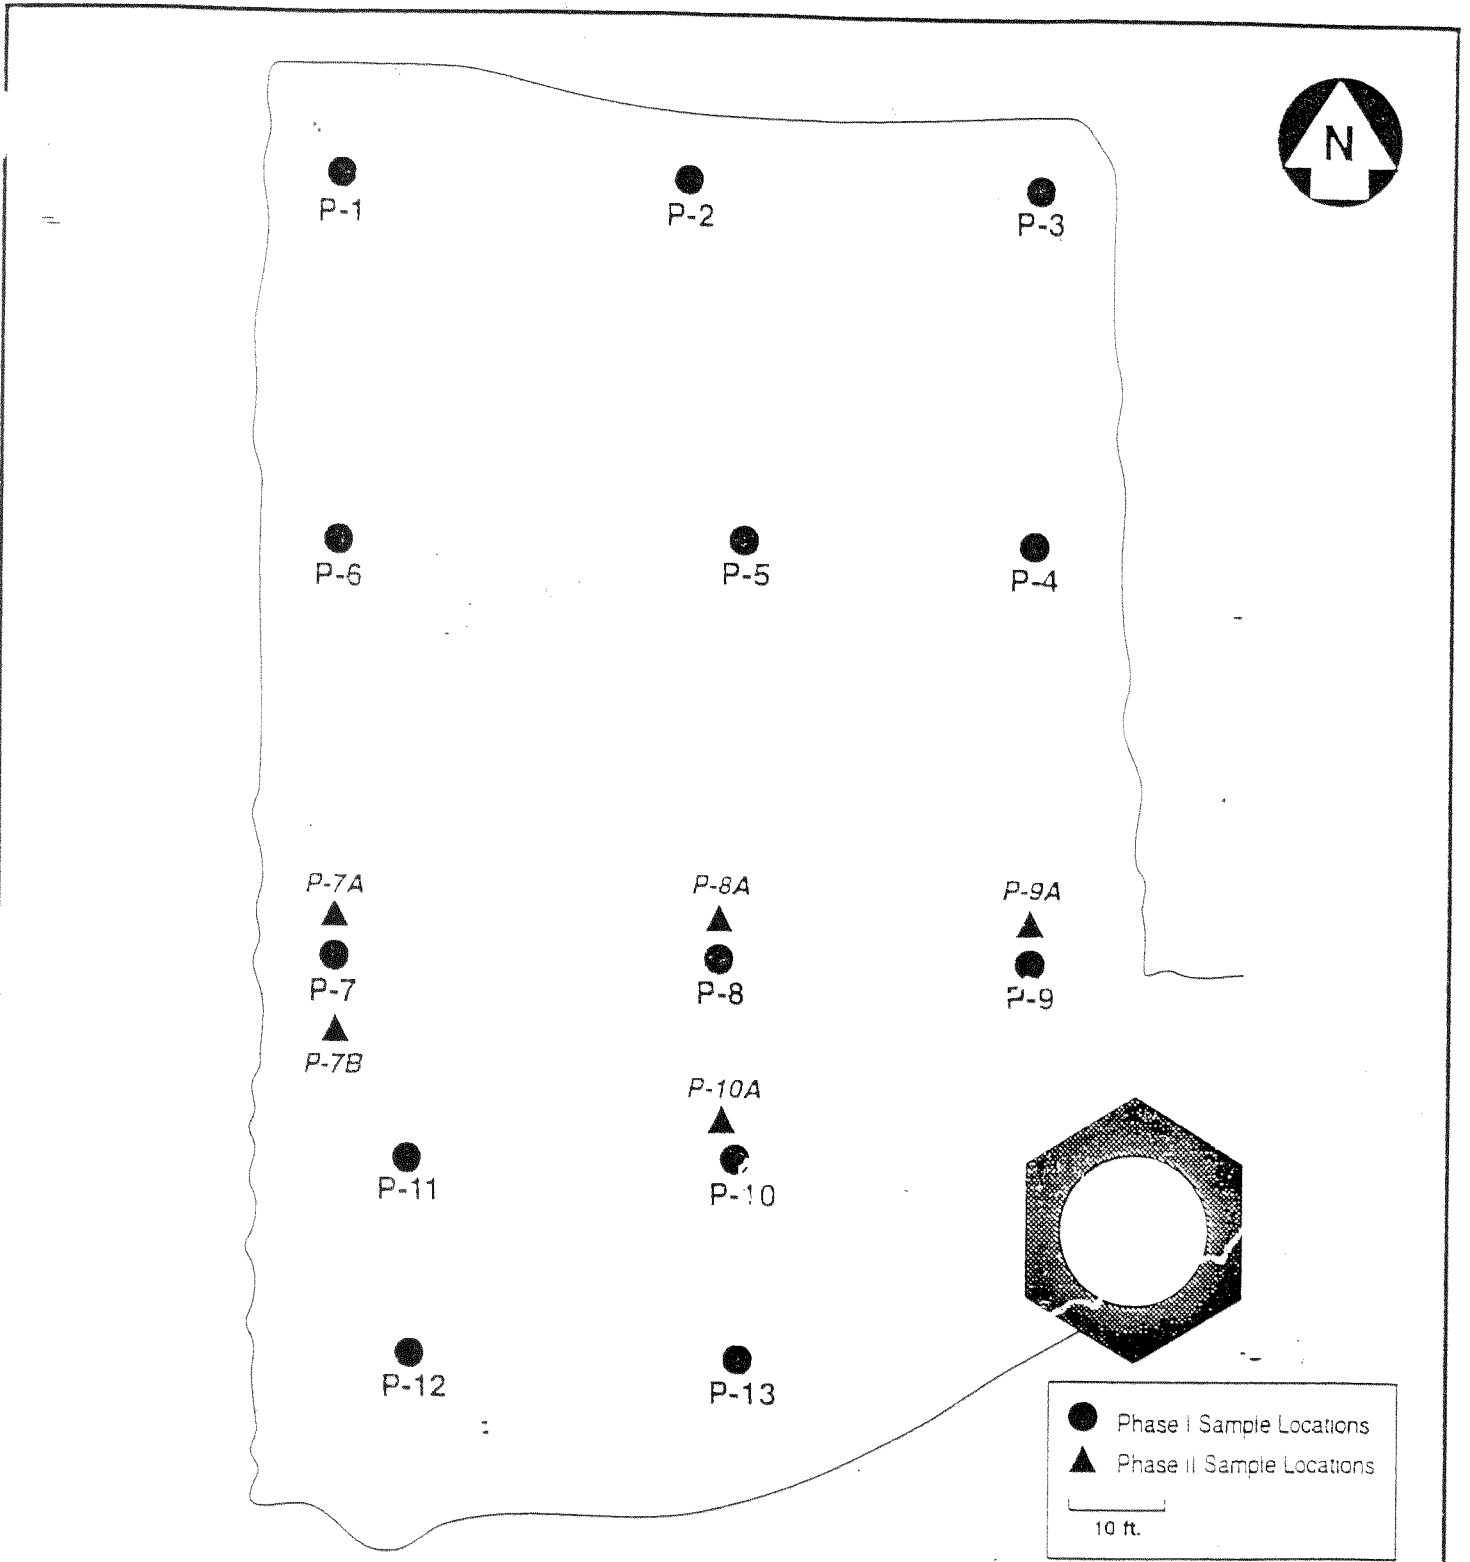 N
P-1
P-2
P-3
P-6
P-5
P-4
P-7A
P-8A
P-9A
P-7
P-8
P-9
P-7B
P-10A
P-11
P-10
P-12
P-13
Phase I Sample Locations
Phase II Sample Locations
10 ft.